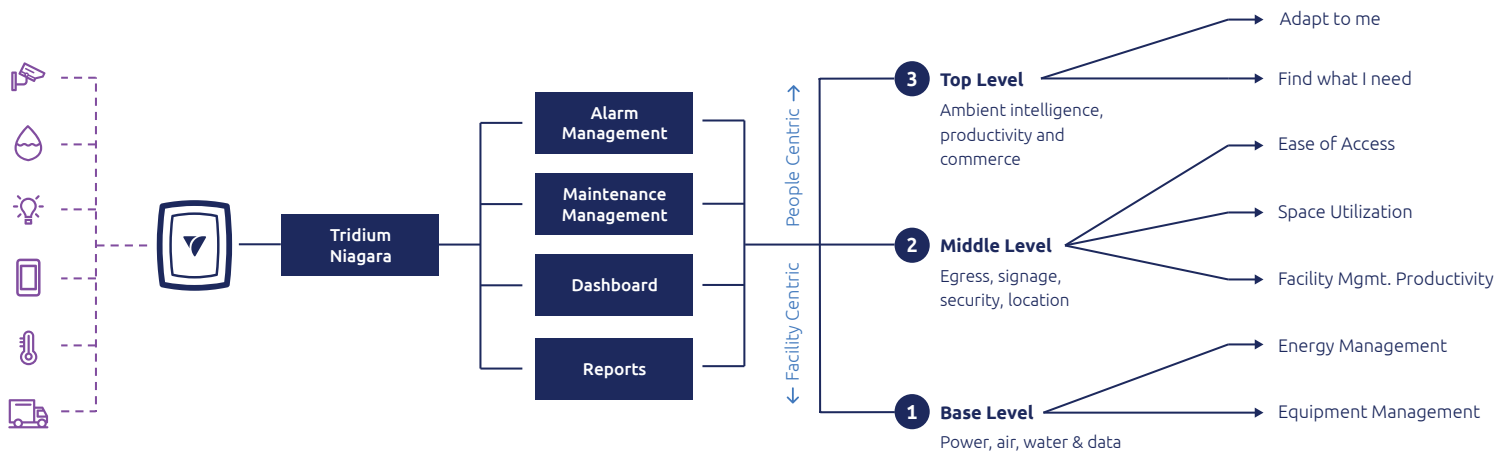 Tridium
Niagara
Alarm
Management
Maintenance
Management
Dashboard
Reports
People Centric →
← Facility Centric
3 Top Level
Ambient intelligence,
productivity and
commerce
Adapt to me
Find what I need
2 Middle Level
Egress, signage,
security, location
Ease of Access
Space Utilization
Facility Mgmt. Productivity
1 Base Level
Power, air, water & data
Energy Management
Equipment Management